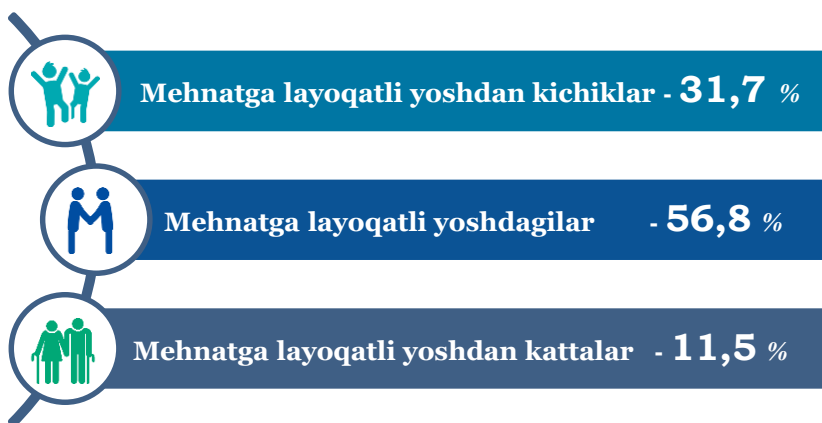 Mehnatga layoqatli yoshdan kichiklar - 31,7 %
Mehnatga layoqatli yoshdagilar - 56,8 %
Mehnatga layoqatli yoshdan kattalar - 11,5 %